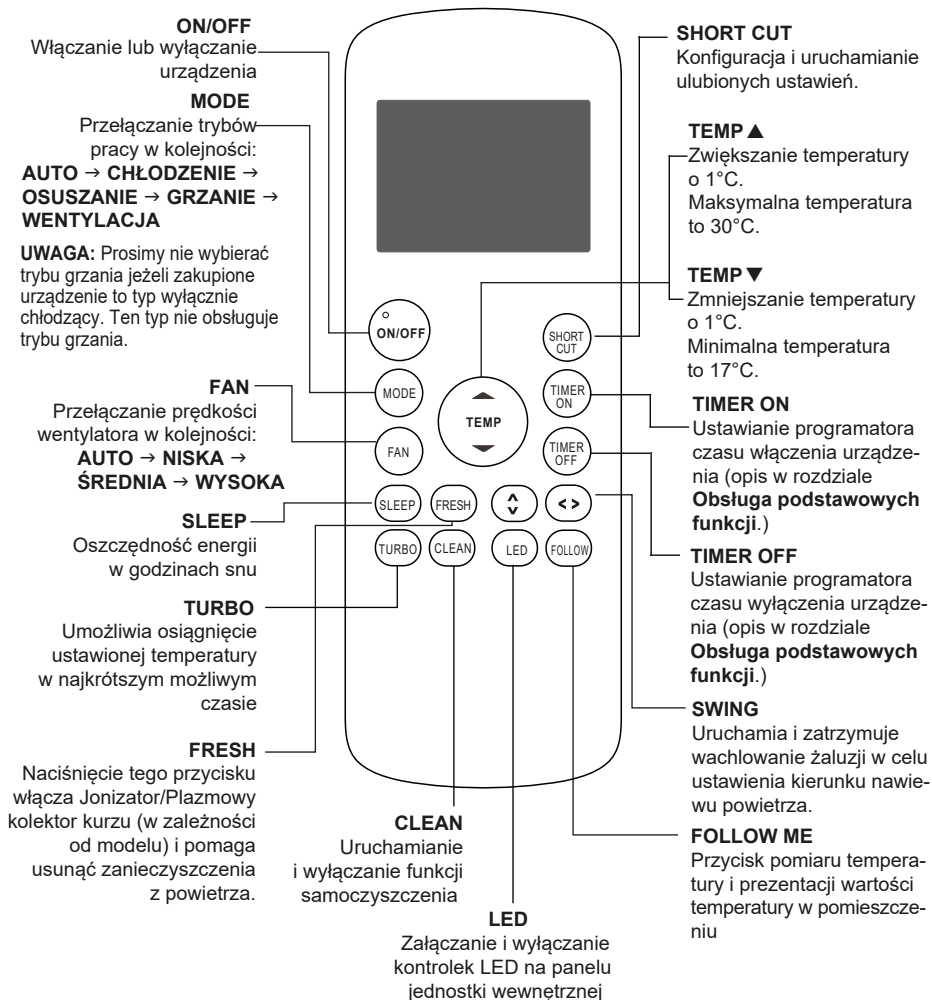 ON/OFF
Włączanie lub wyłączanie
urządzenia
MODE
Przełączanie trybów
pracy w kolejności:
AUTO → CHŁODZENIE →
OSUSZANIE → GRZANIE →
WENTYLACJA
UWAGA: Prosimy nie wybierać
trybu grzania jeżeli zakupione
urządzenie to typ wyłącznie
chłodzący. Ten typ nie obsługuje
trybu grzania.
FAN
Przełączanie prędkości
wentylatora w kolejności:
AUTO → NISKA →
ŚREDNIA → WYSOKA
SLEEP
Oszczędność energii
w godzinach snu
TURBO
Umożliwia osiągnięcie
ustawionej temperatury
w najkrótszym możliwym
czasie
FRESH
Naciśnięcie tego przycisku
włącza Jonizator/Plazmowy
kolektor kurzu (w zależności
od modelu) i pomaga
usunąć zanieczyszczenia
z powietrza.
ON/OFF
MODE
FAN
TEMP
SHORT
CUT
TIMER
ON
TIMER
OFF
SLEEP
FRESH
TURBO
CLEAN
LED
FOLLOW
CLEAN
Uruchamianie
i wyłączanie funkcji
samoczyszczenia
LED
Załączanie i wyłączanie
kontrolek LED na panelu
jednostki wewnętrznej
SHORT CUT
Konfiguracja i uruchamianie
ulubionych ustawień.
TEMP ▲
Zwiększanie temperatury
o 1°C.
Maksymalna temperatura
to 30°C.
TEMP ▼
Zmniejszanie temperatury
o 1°C.
Minimalna temperatura
to 17°C.
TIMER ON
Ustawianie programatora
czasu włączenia urządze-
nia (opis w rozdziale
Obsługa podstawowych
funkcji.)
TIMER OFF
Ustawianie programatora
czasu wyłączenia urządze-
nia (opis w rozdziale
Obsługa podstawowych
funkcji.)
SWING
Uruchamia i zatrzymuje
wachlowanie żaluzji w celu
ustawienia kierunku nawie-
wu powietrza.
FOLLOW ME
Przycisk pomiaru tempera-
tury i prezentacji wartości
temperatury w pomieszcze-
niu